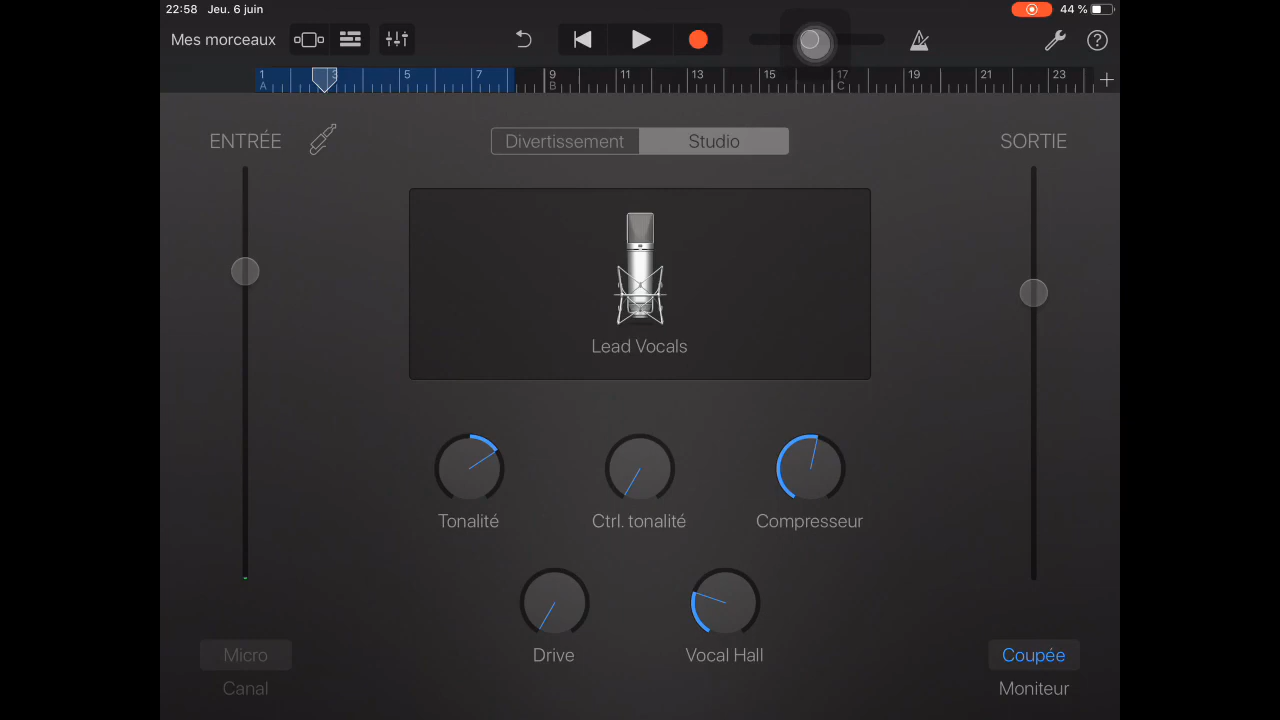 22:58 Jeu. 6 juin 44 %
Mes morceaux
1 3 5 7 9 11 13 15 17 19 21 23
A B C
ENTRÉE
Divertissement Studio
SORTIE
Lead Vocals
Tonalité Ctrl. tonalité Compresseur
Drive Vocal Hall
Micro
Canal
Coupée
Moniteur